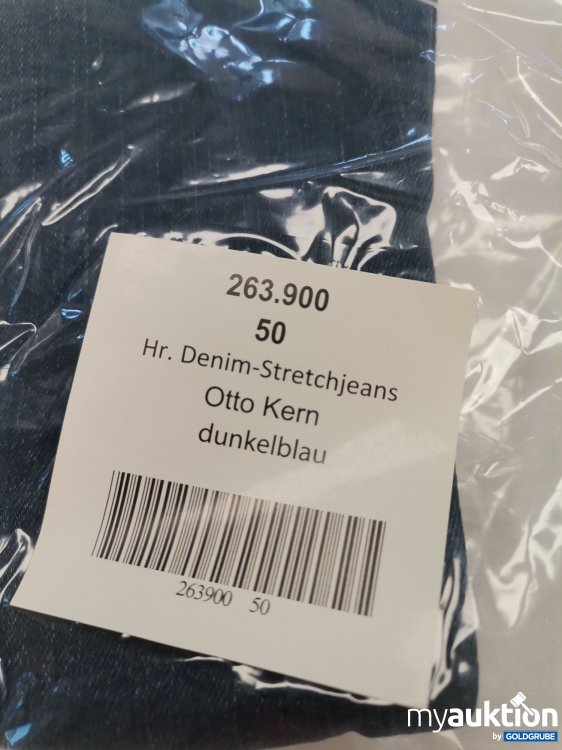 263.900
50
Hr. Denim-Stretchjeans
Otto Kern
dunkelblau
263900 50
myauktion
by GOLDGRUBE